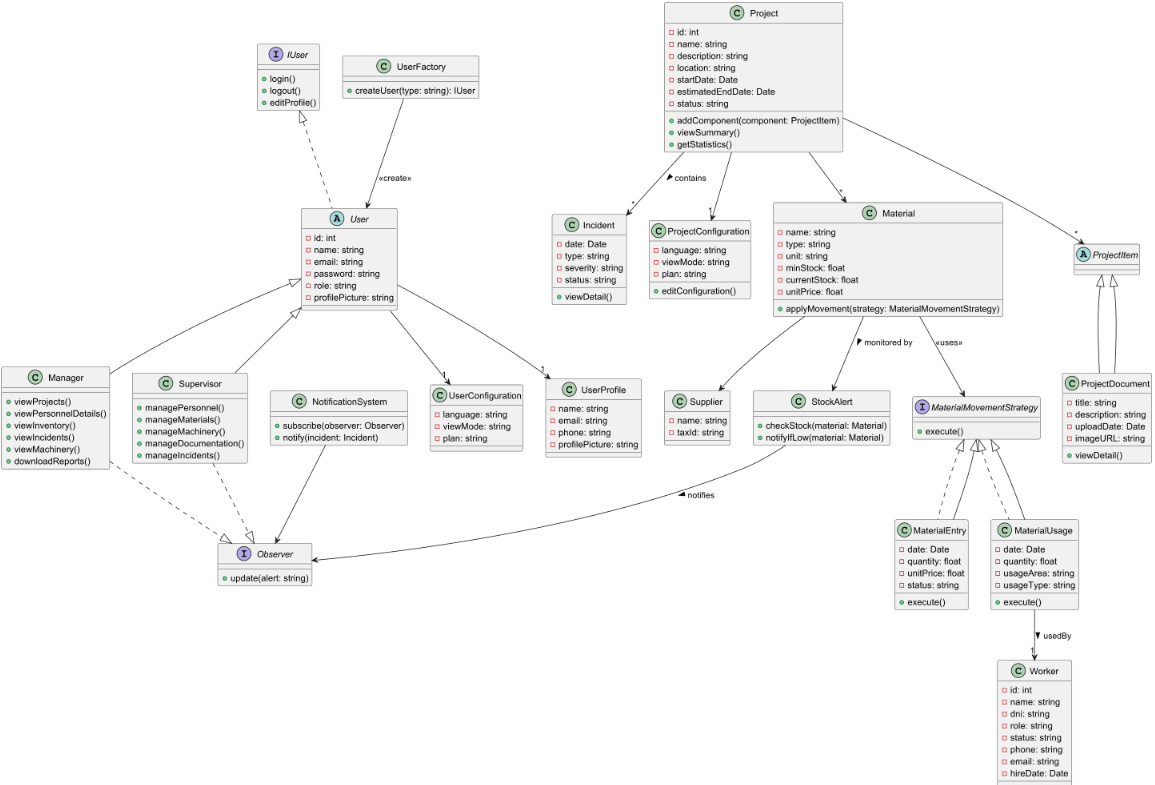 C Project
id: int
name: string
description: string
location: string
startDate: Date
estimatedEndDate: Date
status: string
addComponent(component: ProjectItem)
viewSummary()
getStatistics()
I IUser
login()
logout()
editProfile()
C UserFactory
createUser(type: string): IUser
«create»
contains
*
1
*
*
A User
id: int
name: string
email: string
password: string
role: string
profilePicture: string
C Incident
date: Date
type: string
severity: string
status: string
viewDetail()
C ProjectConfiguration
language: string
viewMode: string
plan: string
editConfiguration()
C Material
name: string
type: string
unit: string
minStock: float
currentStock: float
unitPrice: float
applyMovement(strategy: MaterialMovementStrategy)
A ProjectItem
monitored by
«uses»
1
1
C Manager
viewProjects()
viewPersonnelDetails()
viewInventory()
viewIncidents()
viewMachinery()
downloadReports()
C Supervisor
managePersonnel()
manageMaterials()
manageMachinery()
manageDocumentation()
manageIncidents()
C NotificationSystem
subscribe(observer: Observer)
notify(incident: Incident)
C UserConfiguration
language: string
viewMode: string
plan: string
C UserProfile
name: string
email: string
phone: string
profilePicture: string
C Supplier
name: string
taxId: string
C StockAlert
checkStock(material: Material)
notifyIfLow(material: Material)
I MaterialMovementStrategy
execute()
C ProjectDocument
title: string
description: string
uploadDate: Date
imageURL: string
viewDetail()
notifies
I Observer
update(alert: string)
C MaterialEntry
date: Date
quantity: float
unitPrice: float
status: string
execute()
C MaterialUsage
date: Date
quantity: float
usageArea: string
usageType: string
execute()
usedBy
1
C Worker
id: int
name: string
dni: string
role: string
status: string
phone: string
email: string
hireDate: Date